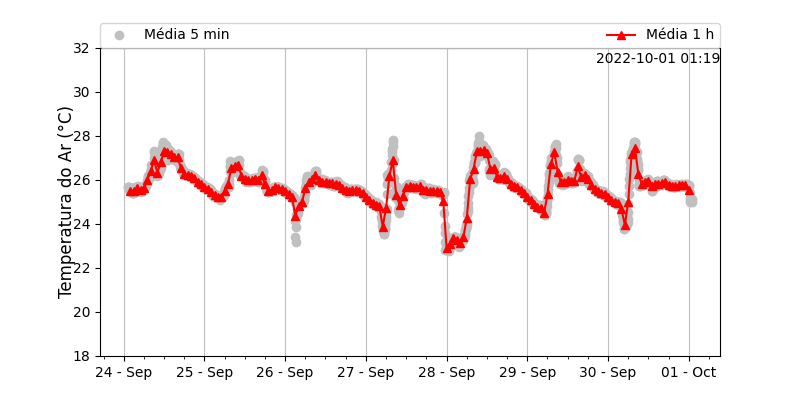 Média 5 min
Média 1 h
2022-10-01 01:19
Temperatura do Ar (°C)
32
30
28
26
24
22
20
18
24 - Sep
25 - Sep
26 - Sep
27 - Sep
28 - Sep
29 - Sep
30 - Sep
01 - Oct